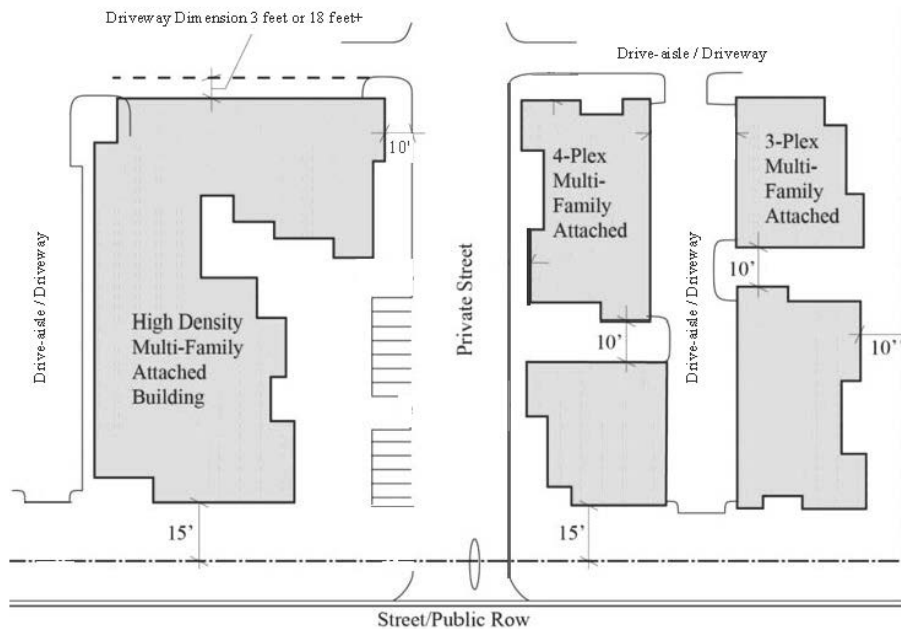 Driveway Dimension 3 feet or 18 feet+
Drive-aisle / Driveway
10'
4-Plex
Multi-
Family
Attached
3-Plex
Multi-
Family
Attached
Drive-aisle / Driveway
High Density
Multi-Family
Attached
Building
Private Street
10'
Drive-aisle / Driveway
10'
10"
15'
15'
Street/Public Row